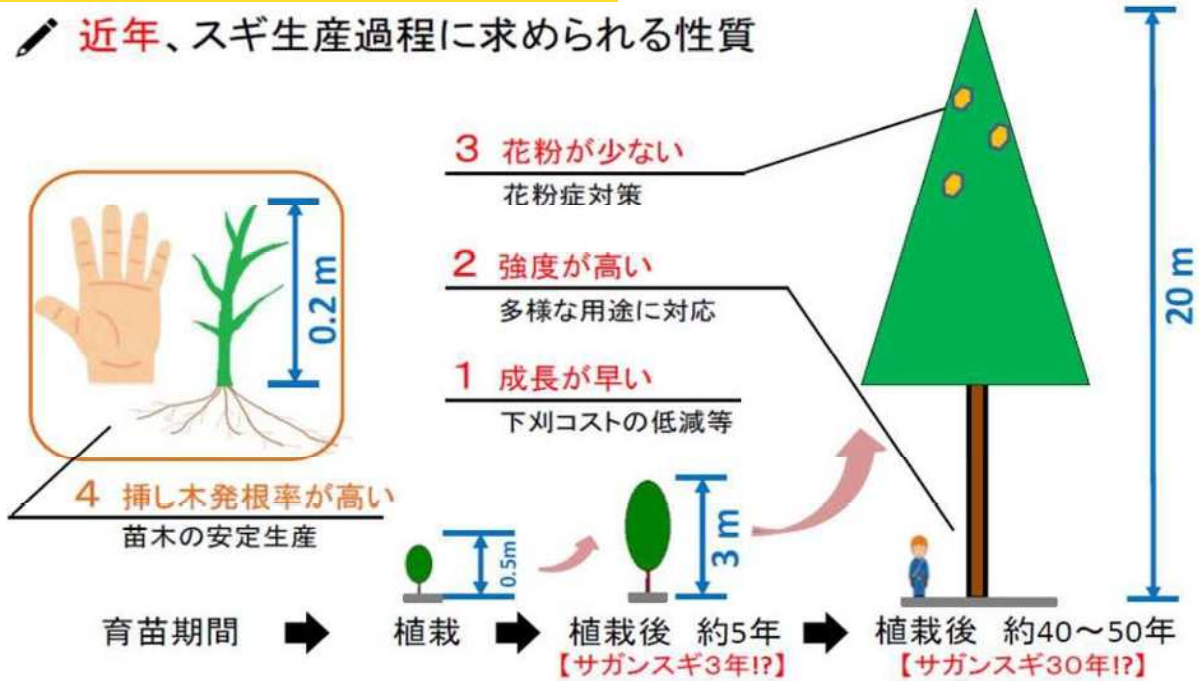 近年、スギ生産過程に求められる性質
3 花粉が少ない
花粉症対策
2 強度が高い
多様な用途に対応
1 成長が早い
下刈コストの低減等
0.2 m
4 挿し木発根率が高い
苗木の安定生産
0.5m
3 m
20 m
育苗期間
植栽
植栽後 約5年
【サガンスギ3年!?】
植栽後 約40~50年
【サガンスギ30年!?】